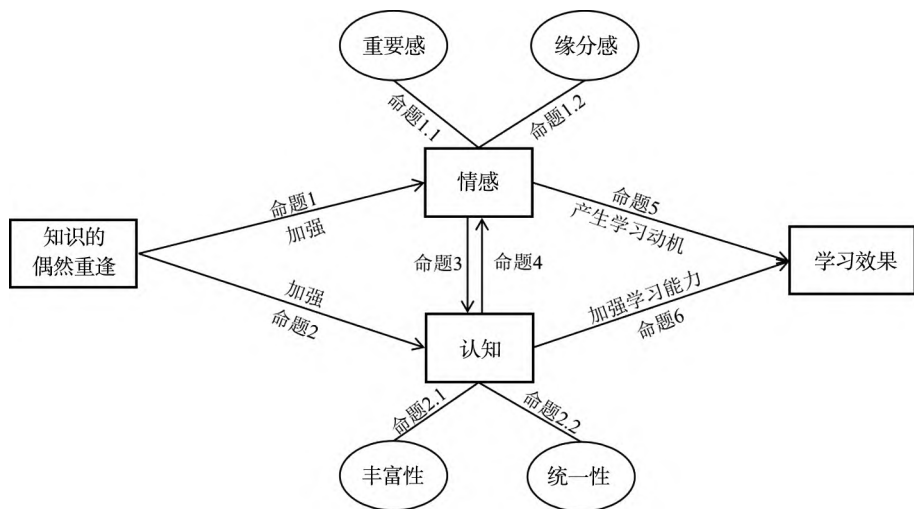 重要感
缘分感
命题1.1
命题1.2
情感
命题1
加强
命题5
产生学习动机
知识的
偶然重逢
命题3
命题4
学习效果
加强
命题2
加强学习能力
命题6
认知
命题2.1
命题2.2
丰富性
统一性